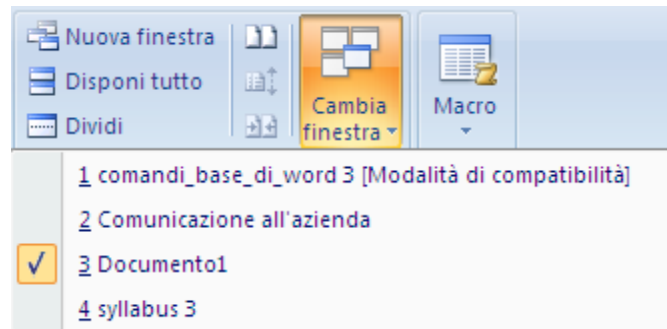 Nuova finestra
Disponi tutto
Dividi
Cambia
finestra
Macro
1 comandi_base_di_word 3 [Modalità di compatibilità]
2 Comunicazione all'azienda
3 Documento1
4 syllabus 3